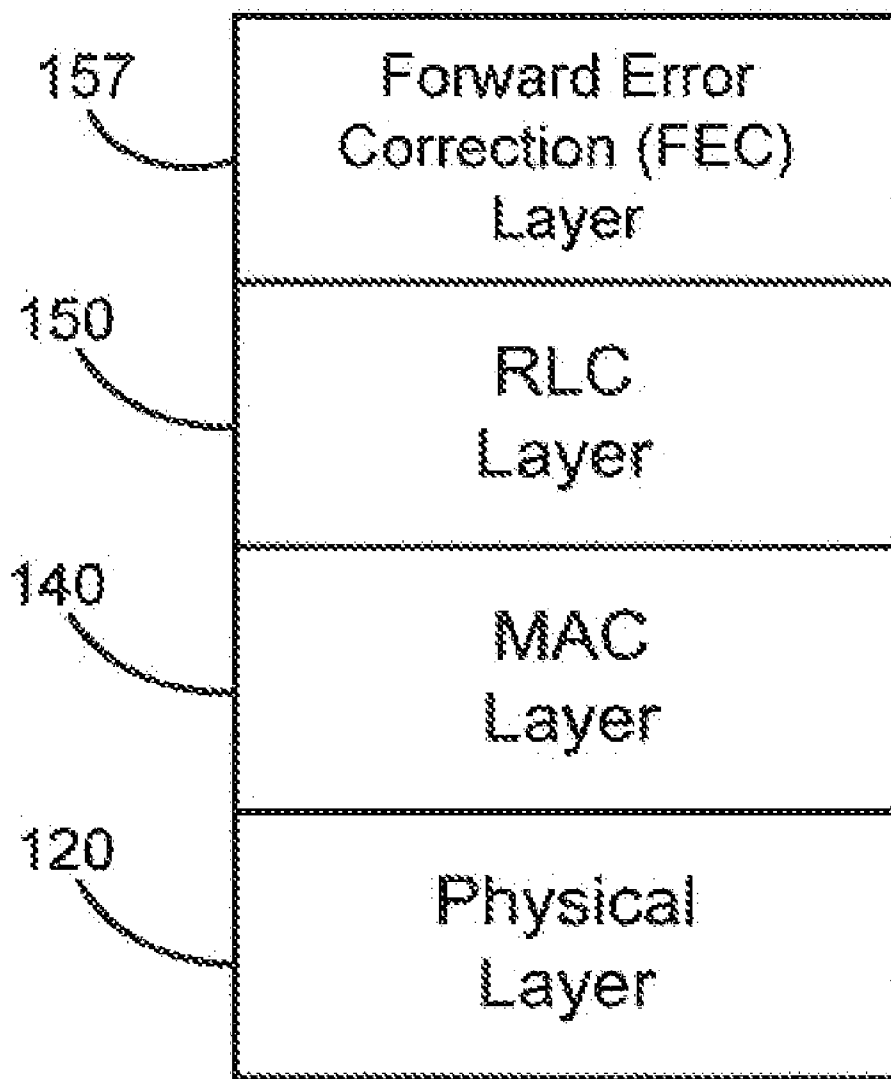 157
Forward Error
Correction (FEC)
Layer
150
RLC
Layer
140
MAC
Layer
120
Physical
Layer